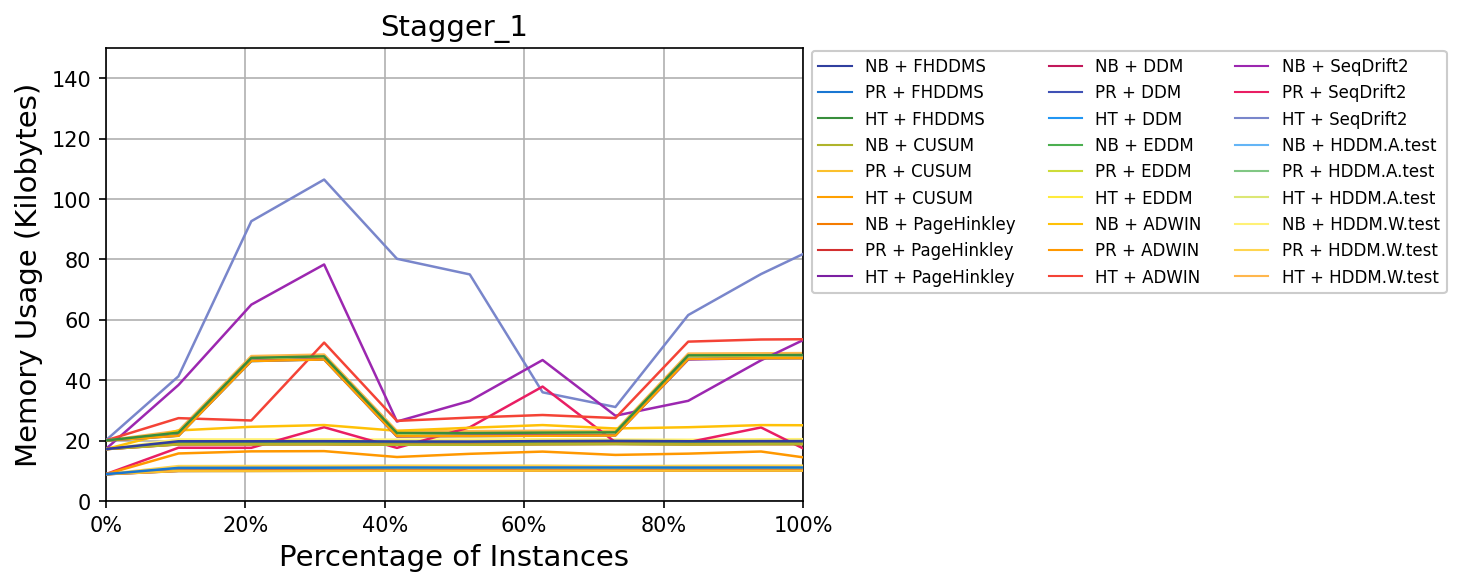 Stagger_1
Memory Usage (Kilobytes)
140
120
100
80
60
40
20
0
0% 20% 40% 60% 80% 100%
Percentage of Instances
NB + FHDDMS NB + DDM NB + SeqDrift2
PR + FHDDMS PR + DDM PR + SeqDrift2
HT + FHDDMS HT + DDM HT + SeqDrift2
NB + CUSUM NB + EDDM NB + HDDM.A.test
PR + CUSUM PR + EDDM PR + HDDM.A.test
HT + CUSUM HT + EDDM HT + HDDM.A.test
NB + PageHinkley NB + ADWIN NB + HDDM.W.test
PR + PageHinkley PR + ADWIN PR + HDDM.W.test
HT + PageHinkley HT + ADWIN HT + HDDM.W.test